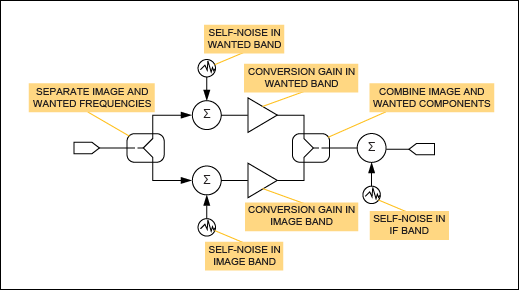 SELF-NOISE IN
WANTED BAND
SEPARATE IMAGE AND
WANTED FREQUENCIES
CONVERSION GAIN IN
WANTED BAND
COMBINE IMAGE AND
WANTED COMPONENTS
Σ
Σ
Σ
CONVERSION GAIN IN
IMAGE BAND
SELF-NOISE IN
IF BAND
SELF-NOISE IN
IMAGE BAND